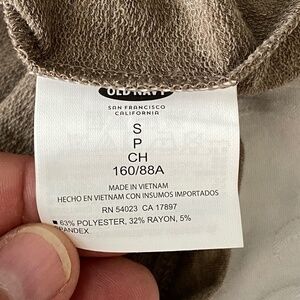 OLD NAVY
SAN FRANCISCO
CALIFORNIA
S
P
CH
160/88A
MADE IN VIETNAM
HECHO EN VIETNAM CON INSUMOS IMPORTADOS
RN 54023 CA 17897
63% POLYESTER, 32% RAYON, 5%
SPANDEX